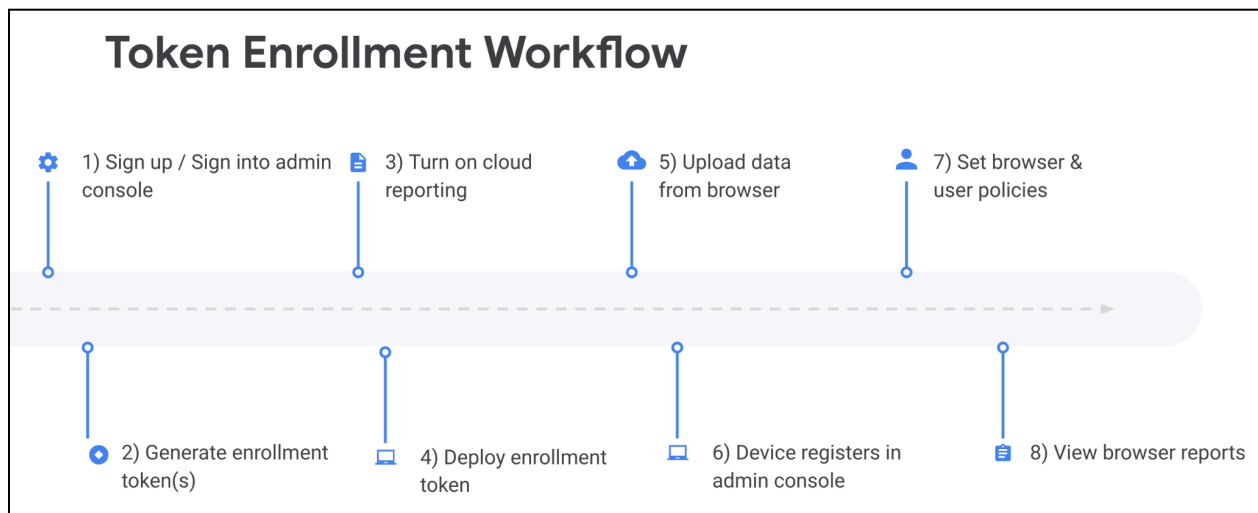 Token Enrollment Workflow
1) Sign up / Sign into admin
console
2) Generate enrollment
token(s)
3) Turn on cloud
reporting
4) Deploy enrollment
token
5) Upload data
from browser
6) Device registers in
admin console
7) Set browser &
user policies
8) View browser reports